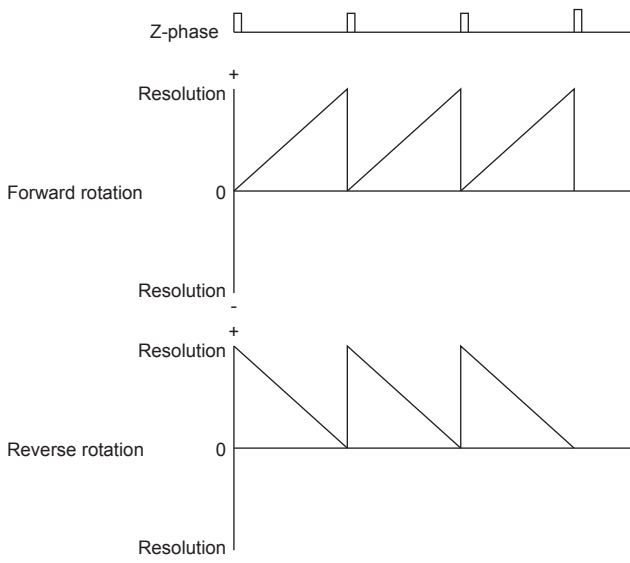 Z-phase
+
Resolution
Forward rotation 0
Resolution
-
+
Resolution
Reverse rotation 0
Resolution